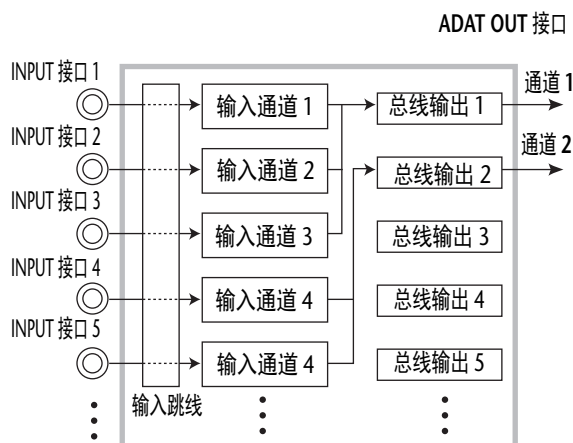 ADAT OUT 接口
INPUT 接口 1
输入通道 1
总线输出 1
通道 1
INPUT 接口 2
输入通道 2
总线输出 2
通道 2
INPUT 接口 3
输入通道 3
总线输出 3
INPUT 接口 4
输入通道 4
总线输出 4
INPUT 接口 5
输入通道 4
总线输出 5
输入跳线